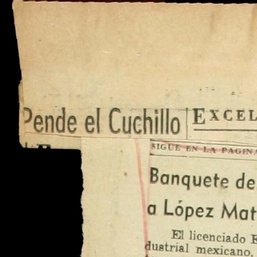 Pende el Cuchillo
EXCEL
SIGUE EN LA PAGINA
Banquete de
a López Mat
El licenciado E
dustrial mexicano,